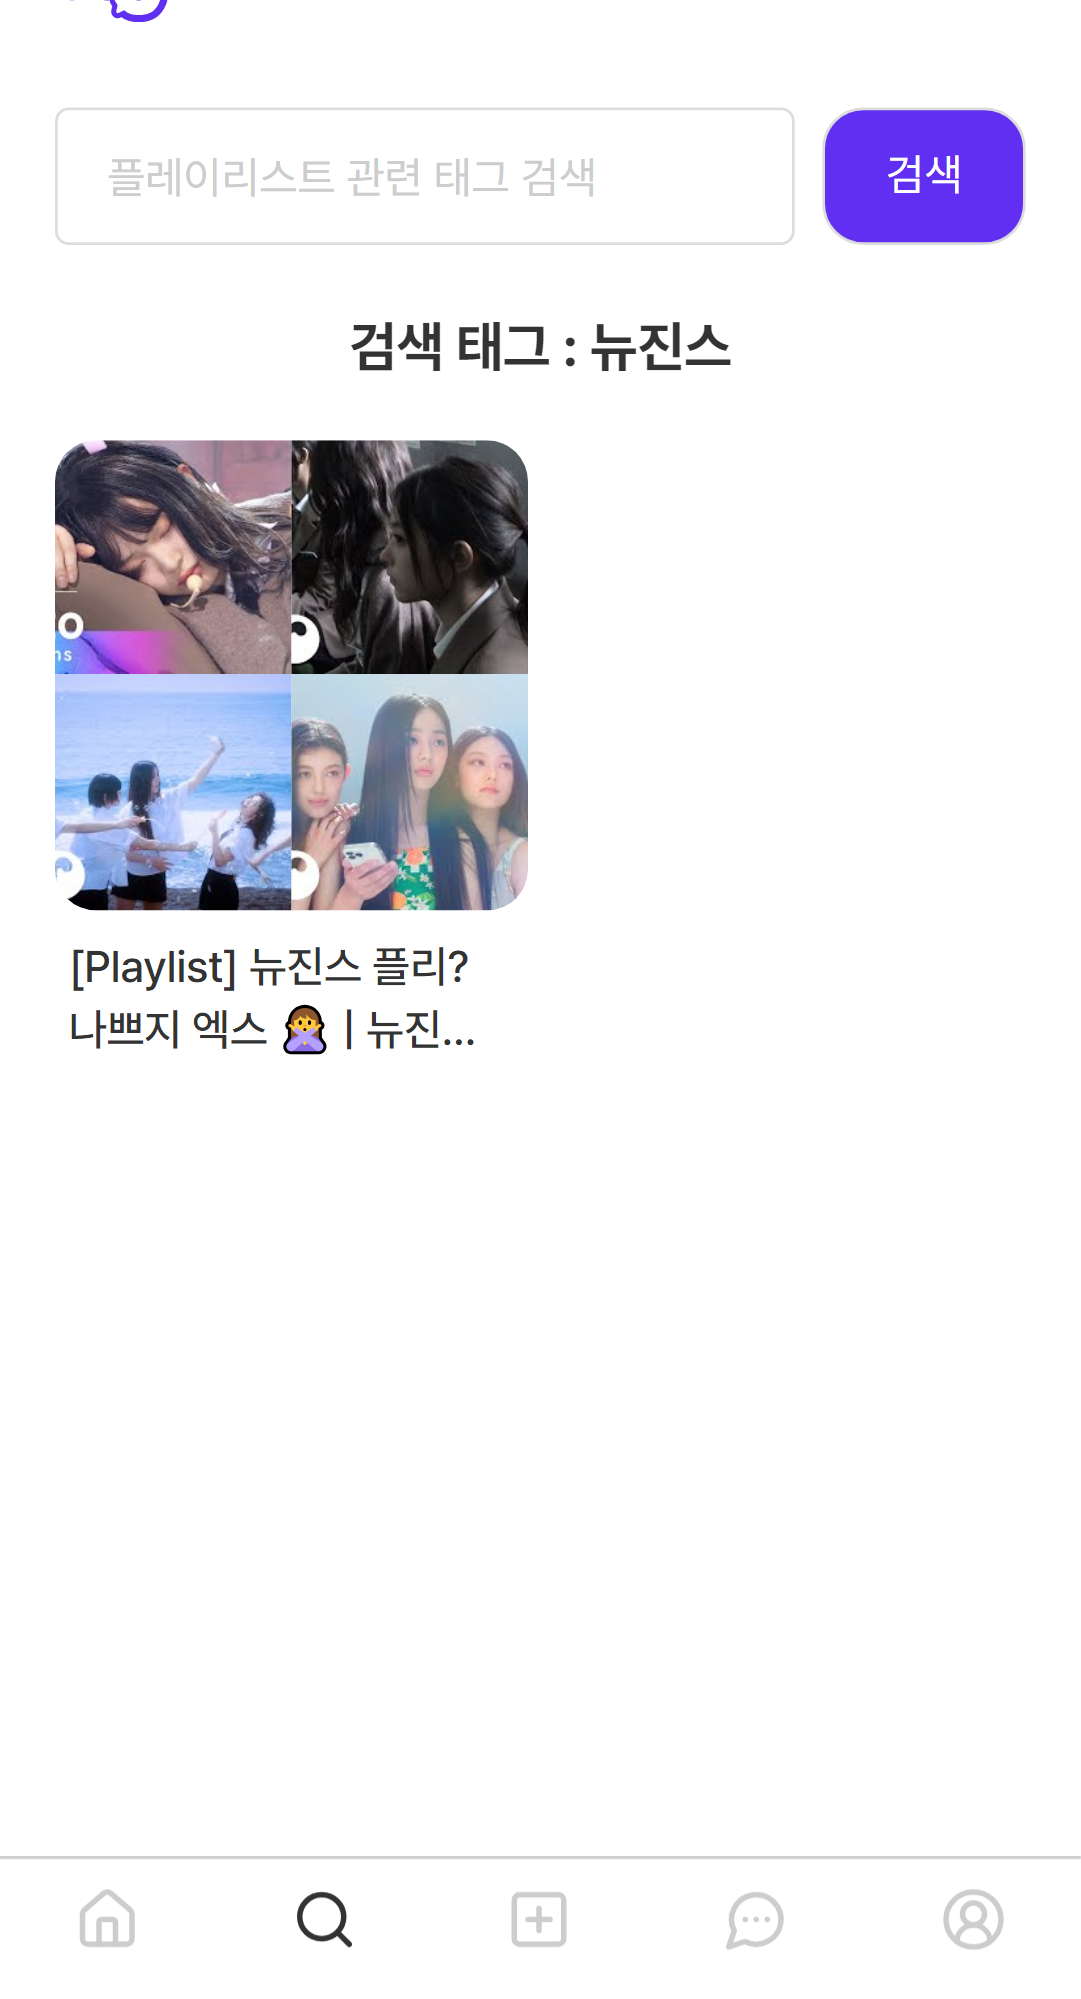 플레이리스트 관련 태그 검색
검색
검색 태그 : 뉴진스
o
ns
[Playlist] 뉴진스 플리?
나쁘지 엑스 🙅‍♀️ | 뉴진...